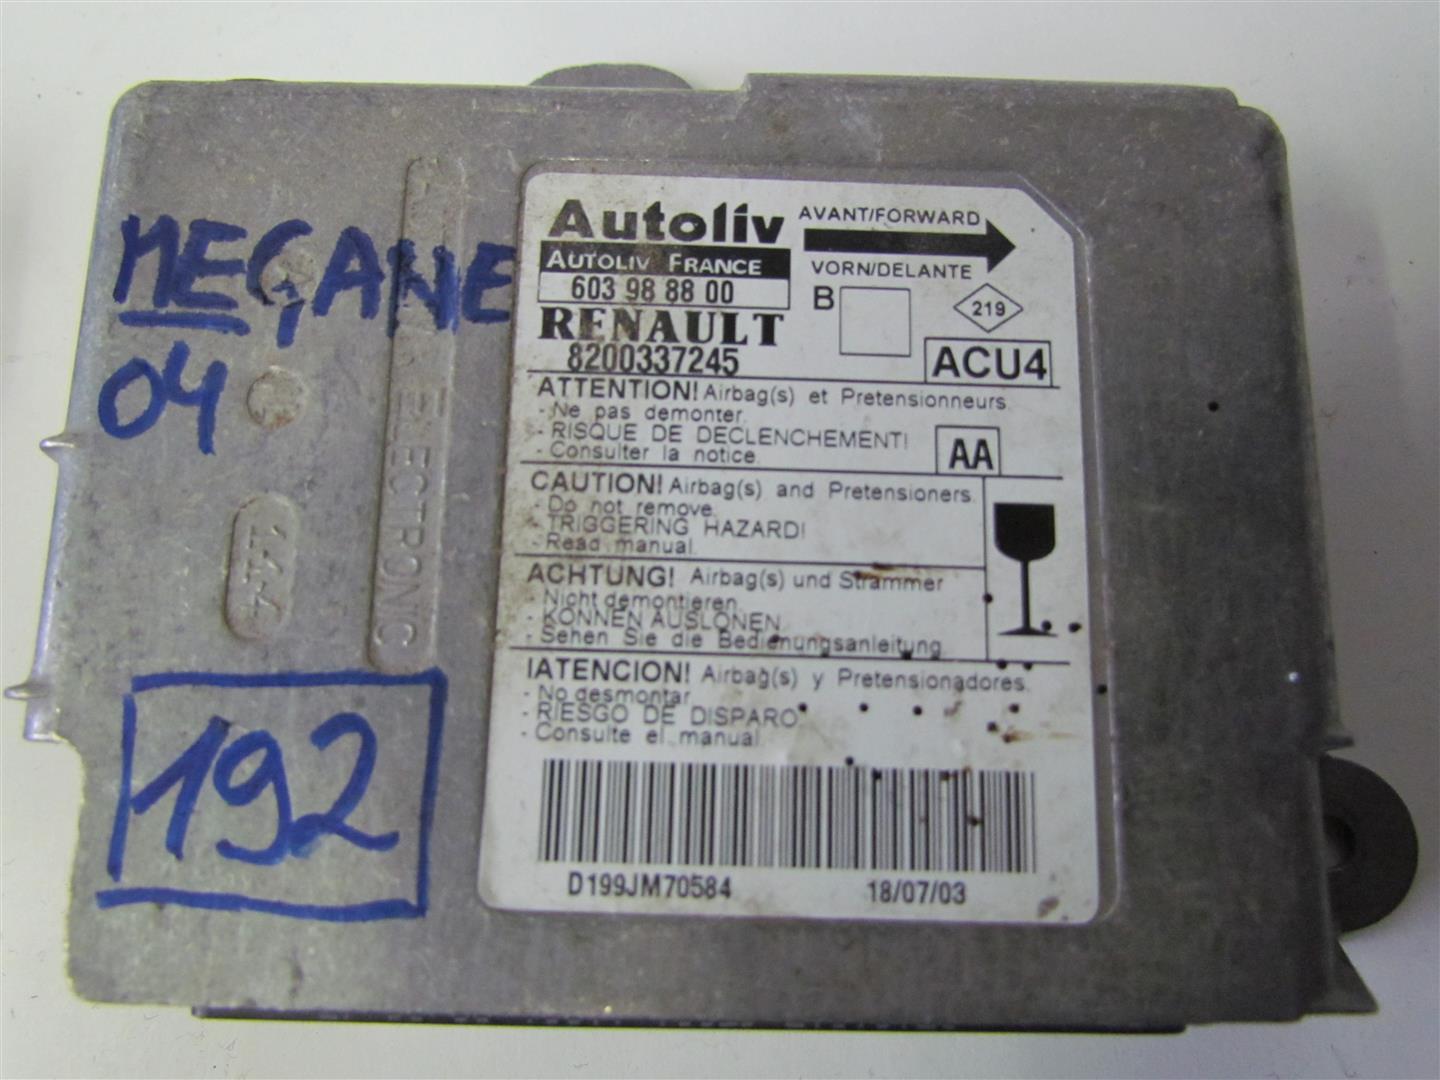 MEGANE
04
192
ELECTRONIC
Autoliv
AUTOLIV FRANCE
603 98 88 00
RENAULT
8200337245
AVANT/FORWARD
VORN/DELANTE
B
219
ACU4
ATTENTION! Airbag(s) et Pretensionneurs.
- Ne pas demonter.
- RISQUE DE DECLENCHEMENT!
- Consulter la notice.
AA
CAUTION! Airbag(s) and Pretensioners.
- Do not remove.
- TRIGGERING HAZARD!
- Read manual.
ACHTUNG! Airbag(s) und Strammer
- Nicht demontieren.
- KONNEN AUSLONEN.
- Sehen Sie die Bedienungsanleitung.
IATENCION! Airbag(s) y Pretensionadores.
- No desmontar.
- RIESGO DE DISPARO
- Consulte el manual.
D199JM70584 18/07/03